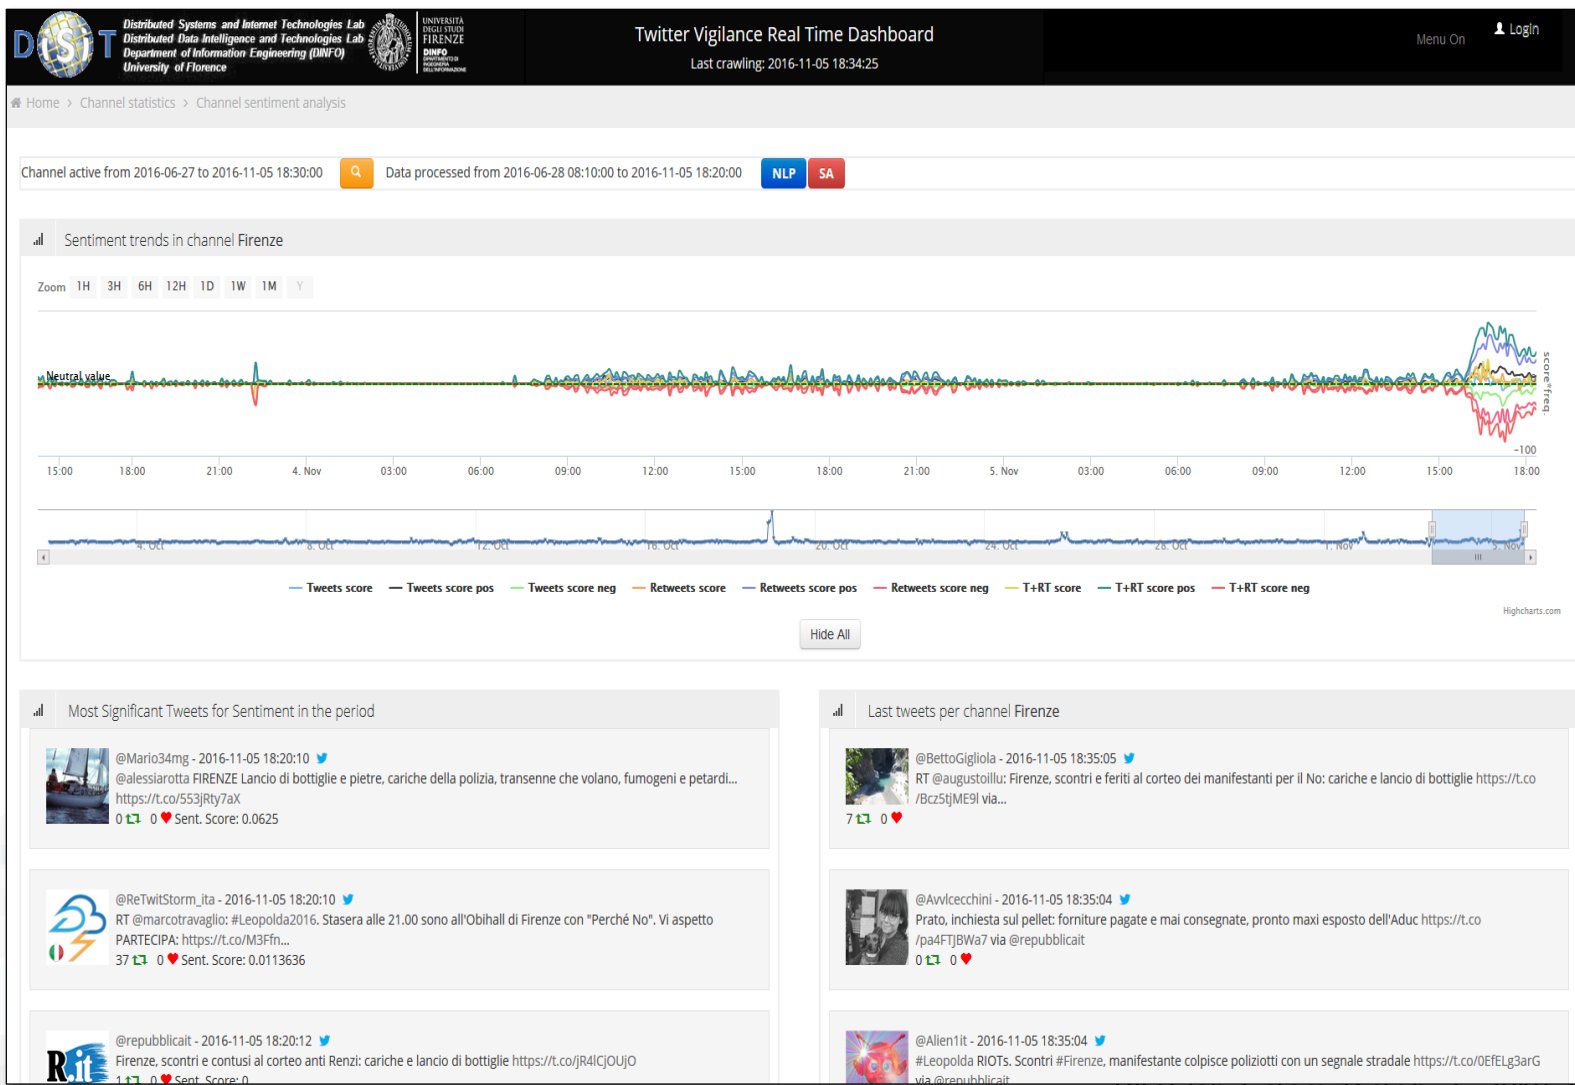 DISIT
Distributed Systems and Internet Technologies Lab
Distributed Data Intelligence and Technologies Lab
Department of Information Engineering (DINFO)
University of Florence
UNIVERSITÀ
DEGLI STUDI
FIRENZE
DINFO
DIPARTIMENTO DI
INGEGNERIA
DELL'INFORMAZIONE
Twitter Vigilance Real Time Dashboard
Last crawling: 2016-11-05 18:34:25
Menu On
Login
Home > Channel statistics > Channel sentiment analysis
Channel active from 2016-06-27 to 2016-11-05 18:30:00
Data processed from 2016-06-28 08:10:00 to 2016-11-05 18:20:00
NLP SA
Sentiment trends in channel Firenze
Zoom 1H 3H 6H 12H 1D 1W 1M Y
Neutral value
score*freq.
-100
15:00 18:00 21:00 4. Nov 03:00 06:00 09:00 12:00 15:00 18:00 21:00 5. Nov 03:00 06:00 09:00 12:00 15:00 18:00
4. Oct 8. Oct 12. Oct 16. Oct 20. Oct 24. Oct 28. Oct 1. Nov 5. Nov
Tweets score Tweets score pos Tweets score neg Retweets score Retweets score pos Retweets score neg T+RT score T+RT score pos T+RT score neg
Highcharts.com
Hide All
Most Significant Tweets for Sentiment in the period
@Mario34mg - 2016-11-05 18:20:10
@alessiarotta FIRENZE Lancio di bottiglie e pietre, cariche della polizia, transenne che volano, fumogeni e petardi...
https://t.co/553jRty7aX
0 0 Sent. Score: 0.0625
@ReTwitStorm_ita - 2016-11-05 18:20:10
RT @marcotravaglio: #Leopolda2016. Stasera alle 21.00 sono all'Obihall di Firenze con "Perché No". Vi aspetto
PARTECIPA: https://t.co/M3Ffn...
37 0 Sent. Score: 0.0113636
R.it
@repubblicait - 2016-11-05 18:20:12
Firenze, scontri e contusi al corteo anti Renzi: cariche e lancio di bottiglie https://t.co/jR4lCjOUjO
1 0 Sent. Score: 0
Last tweets per channel Firenze
@BettoGigliola - 2016-11-05 18:35:05
RT @augustoillu: Firenze, scontri e feriti al corteo dei manifestanti per il No: cariche e lancio di bottiglie https://t.co
/Bcz5tjME9l via...
7 0
@Avvlcecchini - 2016-11-05 18:35:04
Prato, inchiesta sul pellet: forniture pagate e mai consegnate, pronto maxi esposto dell'Aduc https://t.co
/pa4FTJBWa7 via @repubblicait
0 0
@Alien1it - 2016-11-05 18:35:04
#Leopolda RIOTs. Scontri #Firenze, manifestante colpisce poliziotti con un segnale stradale https://t.co/0EfELg3arG
via @repubblicait